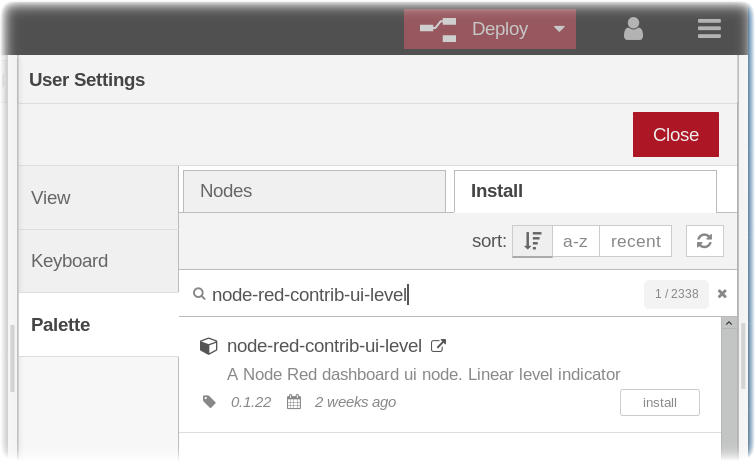 Deploy
User Settings
Close
View
Keyboard
Palette
Nodes
Install
sort: a-z recent
node-red-contrib-ui-level 1 / 2338
node-red-contrib-ui-level
A Node Red dashboard ui node. Linear level indicator
0.1.22 2 weeks ago install